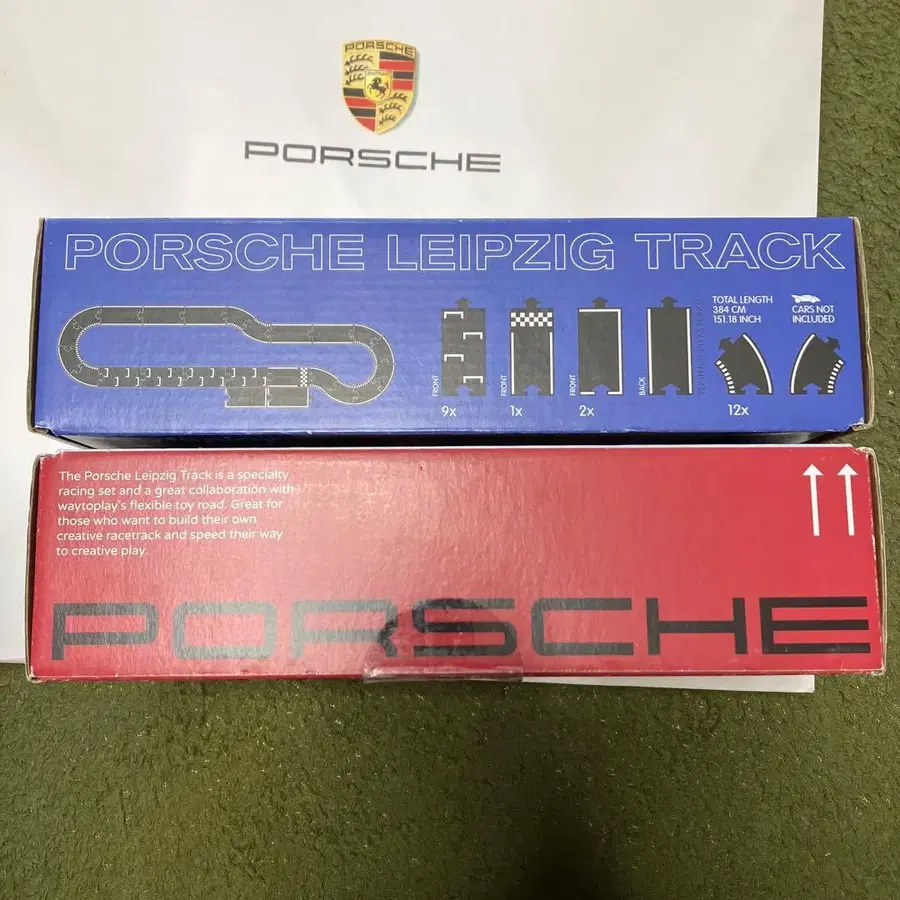 PORSCHE
STUTTGART
PORSCHE
PORSCHE LEIPZIG TRACK
TOTAL LENGTH
384 CM
151.18 INCH
CARS NOT
INCLUDED
FRONT
9x
FRONT
1x
FRONT
2x
BACK
12x
The Porsche Leipzig Track is a specialty
racing set and a great collaboration with
waytoplay's flexible toy road. Great for
those who want to build their own
creative racetrack and speed their way
to creative play.
PORSCHE